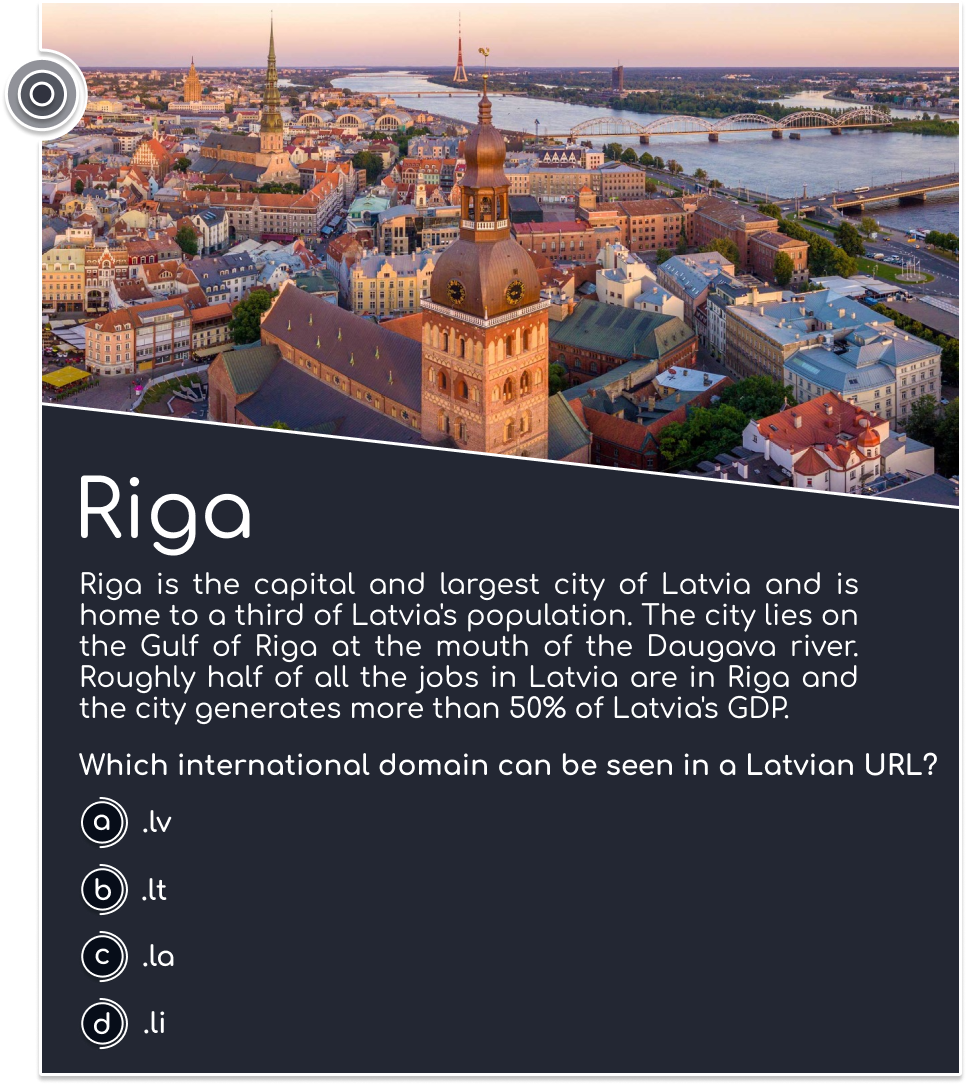 Riga
Riga is the capital and largest city of Latvia and is
home to a third of Latvia's population. The city lies on
the Gulf of Riga at the mouth of the Daugava river.
Roughly half of all the jobs in Latvia are in Riga and
the city generates more than 50% of Latvia's GDP.
Which international domain can be seen in a Latvian URL?
a .lv
b .lt
c .la
d .li